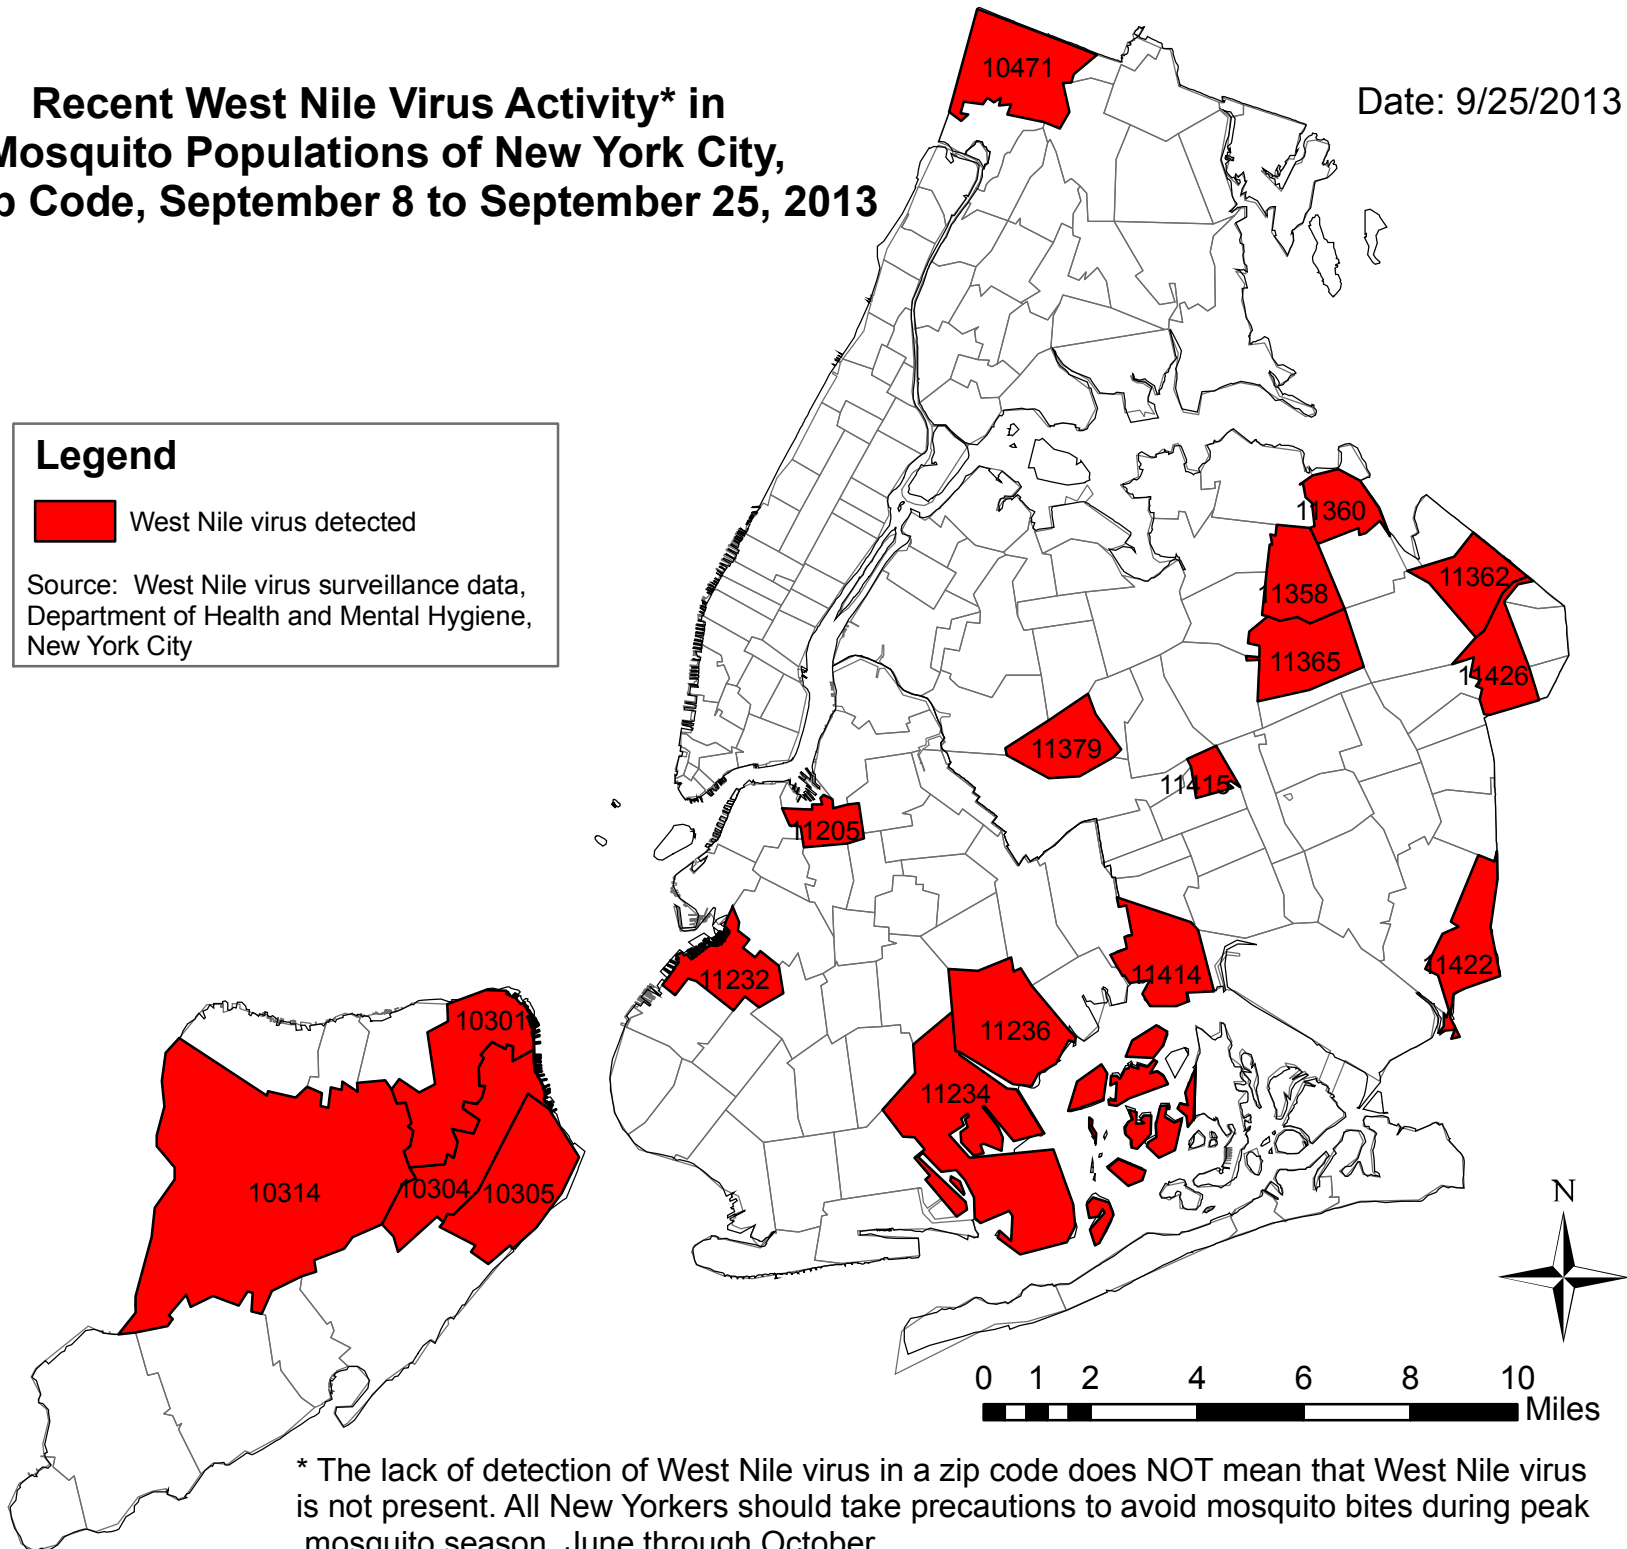 Recent West Nile Virus Activity* in
Mosquito Populations of New York City,
p Code, September 8 to September 25, 2013
Date: 9/25/2013
10471
Legend
West Nile virus detected
Source: West Nile virus surveillance data,
Department of Health and Mental Hygiene,
New York City
11360
11358
11362
11365
11426
11379
11415
11205
11232
11414
11422
11236
11234
10301
10314
10304
10305
N
0 1 2 4 6 8 10
Miles
* The lack of detection of West Nile virus in a zip code does NOT mean that West Nile virus
is not present. All New Yorkers should take precautions to avoid mosquito bites during peak
mosquito season, June through October